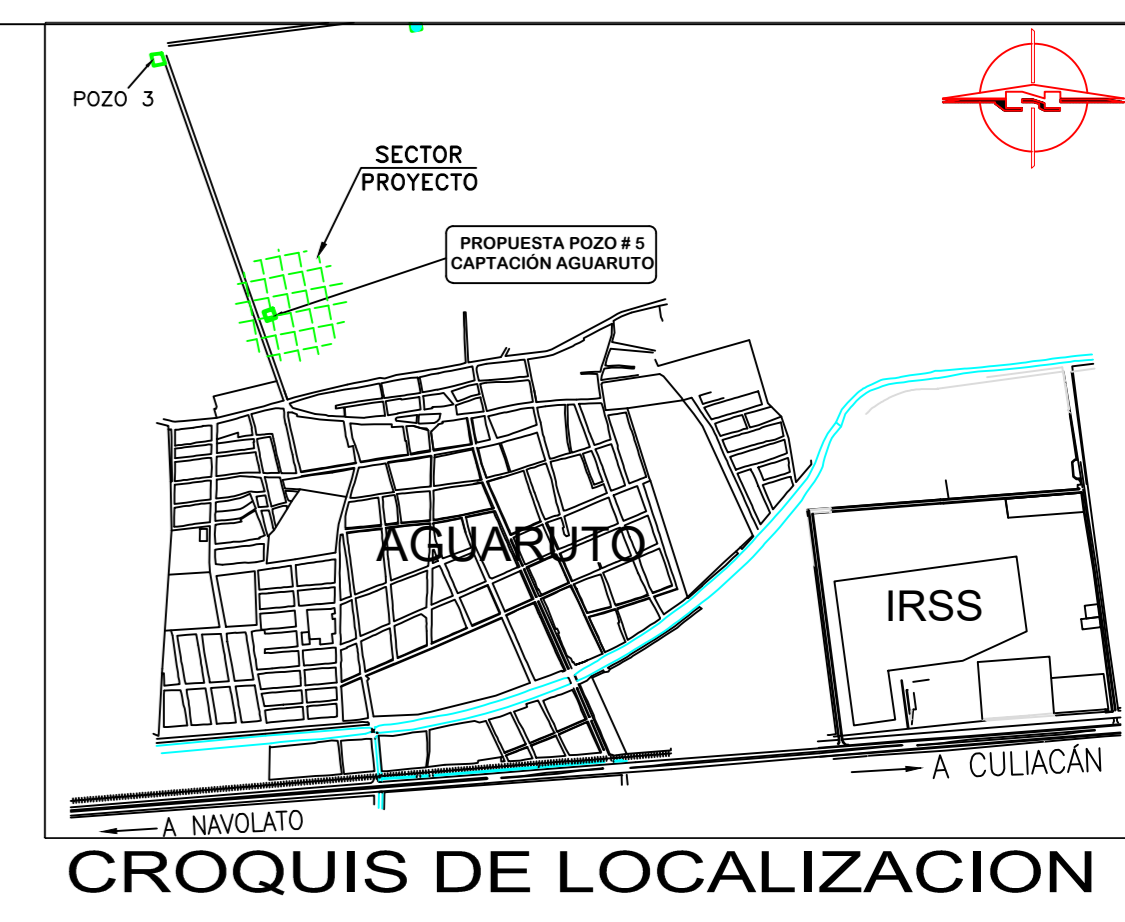 POZO 3
SECTOR
PROYECTO
PROPUESTA POZO # 5
CAPTACIÓN AGUARUTO
AGUARUTO
IRSS
A CULIACÁN
A NAVOLATO
CROQUIS DE LOCALIZACION